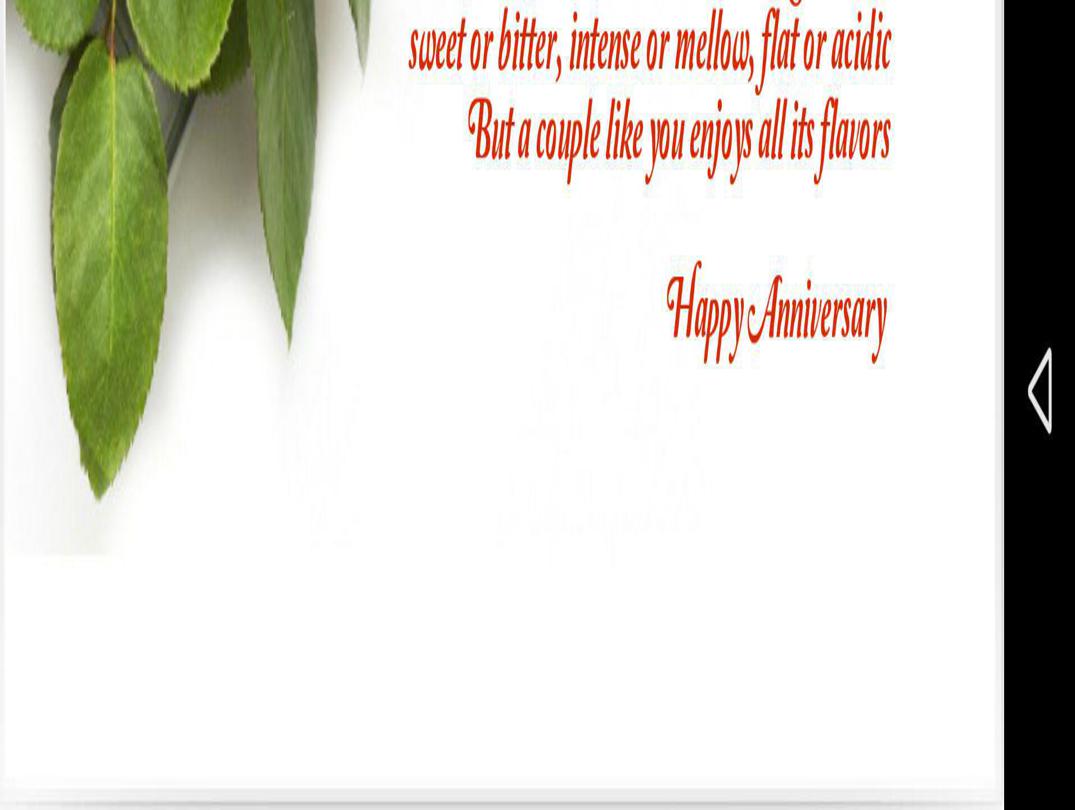 sweet or bitter, intense or mellow, flat or acidic
But a couple like you enjoys all its flavors
Happy Anniversary